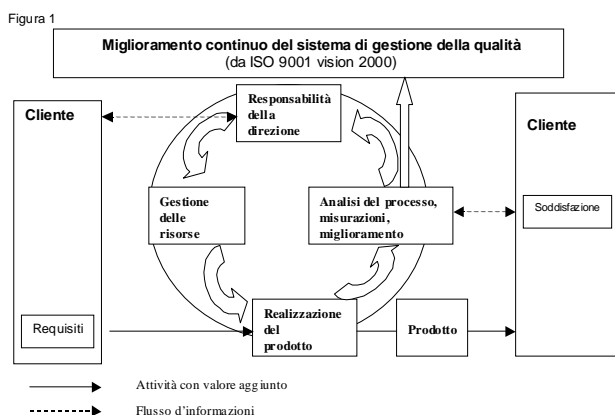 Figura 1
Miglioramento continuo del sistema di gestione della qualità
(da ISO 9001 vision 2000)
Cliente
Responsabilità
della
direzione
Cliente
Gestione
delle
risorse
Analisi del processo,
misurazioni,
miglioramento
Soddisfazione
Requisiti
Realizzazione
del
prodotto
Prodotto
Attività con valore aggiunto
Flusso d'informazioni